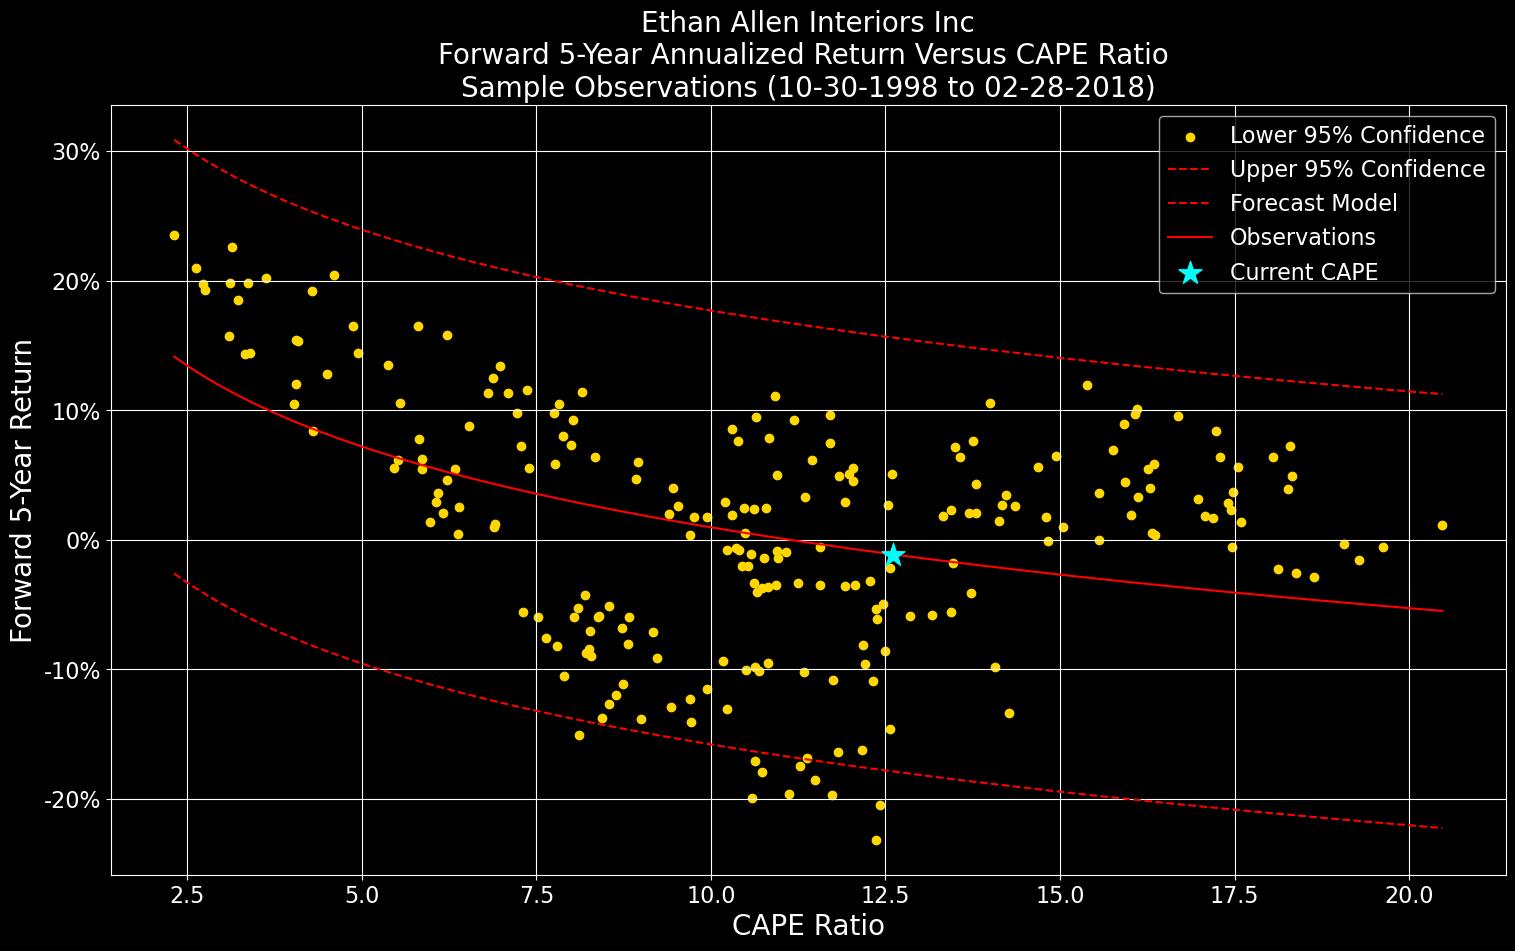 Ethan Allen Interiors Inc
Forward 5-Year Annualized Return Versus CAPE Ratio
Sample Observations (10-30-1998 to 02-28-2018)
Lower 95% Confidence
Upper 95% Confidence
Forecast Model
Observations
Current CAPE
Forward 5-Year Return
30%
20%
10%
0%
-10%
-20%
2.5 5.0 7.5 10.0 12.5 15.0 17.5 20.0
CAPE Ratio